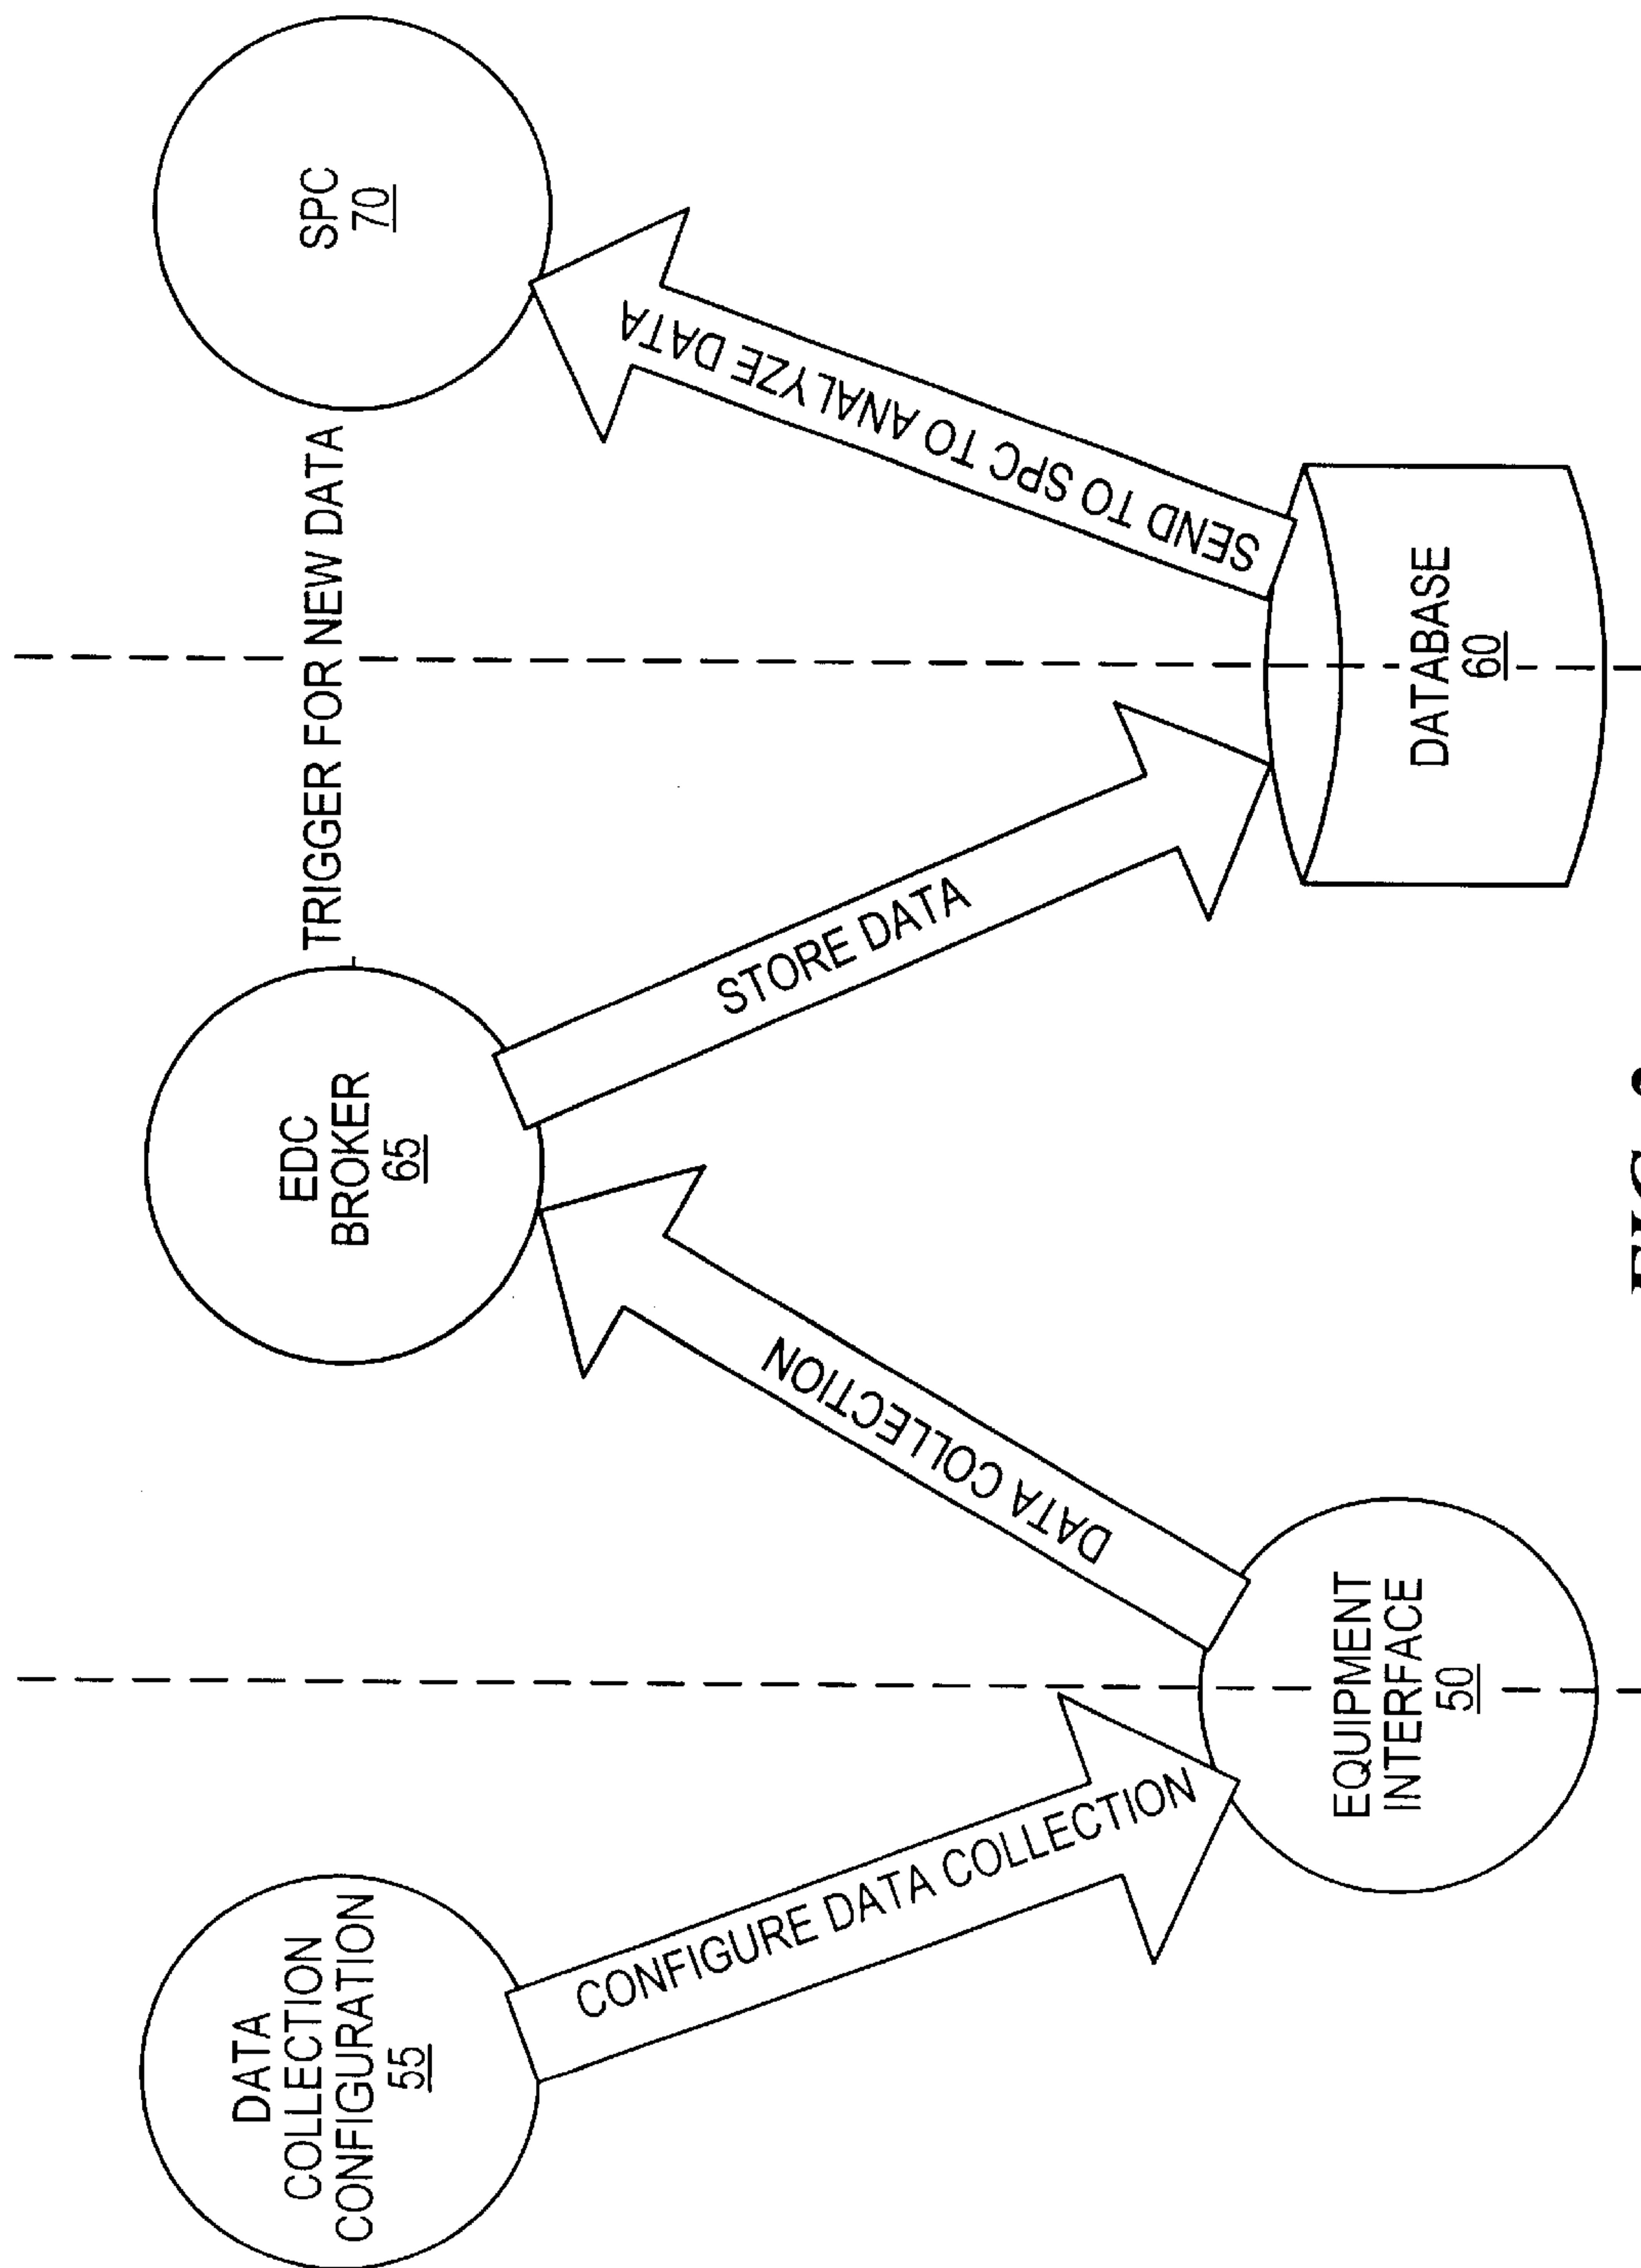 DATA
COLLECTION
CONFIGURATION
55
CONFIGURE DATA COLLECTION
EQUIPMENT
INTERFACE
50
DATA COLLECTION
EDC
BROKER
65
TRIGGER FOR NEW DATA
STORE DATA
DATABASE
60
SEND TO SPC TO ANALYZE DATA
SPC
70